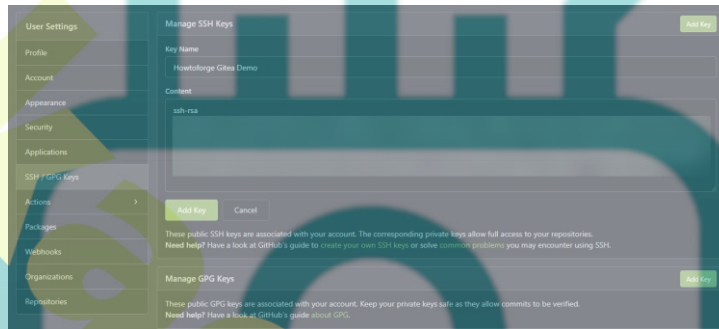 User Settings
Profile
Account
Appearance
Security
Applications
SSH / GPG Keys
Actions
Packages
Webhooks
Organizations
Repositories
Manage SSH Keys
Add Key
Key Name
Howtoforge Gitea Demo
Content
ssh-rsa
Add Key
Cancel
These public SSH keys are associated with your account. The corresponding private keys allow full access to your repositories.
Need help? Have a look at GitHub's guide to create your own SSH keys or solve common problems you may encounter using SSH.
Manage GPG Keys
Add Key
These public GPG keys are associated with your account. Keep your private keys safe as they allow commits to be verified.
Need help? Have a look at GitHub's guide about GPG.